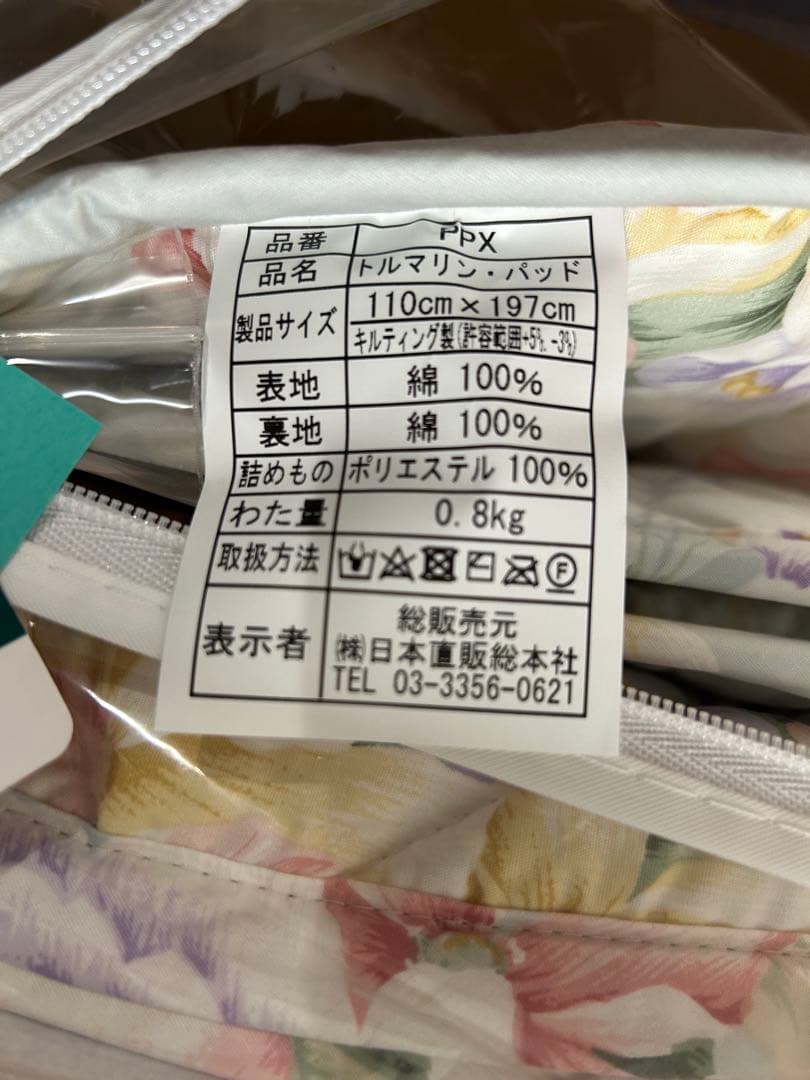 品番 PPX
品名 トルマリン・パッド
製品サイズ 110cm×197cm
キルティング製(許容範囲+5%、-3%)
表地 綿 100%
裏地 綿 100%
詰めもの ポリエステル 100%
わた量 0.8kg
取扱方法 F
表示者 総販売元
㈱日本直販総本社
TEL 03-3356-0621